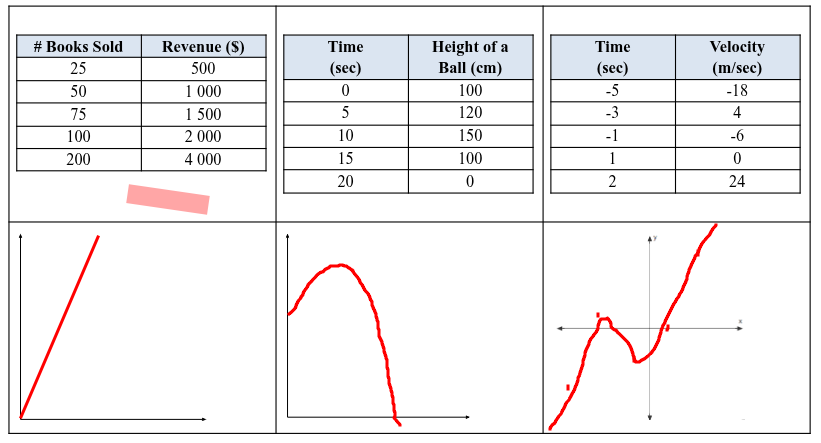 # Books Sold Revenue ($)
25 500
50 1 000
75 1 500
100 2 000
200 4 000
Time Height of a
(sec) Ball (cm)
0 100
5 120
10 150
15 100
20 0
Time Velocity
(sec) (m/sec)
-5 -18
-3 4
-1 -6
1 0
2 24
y
x